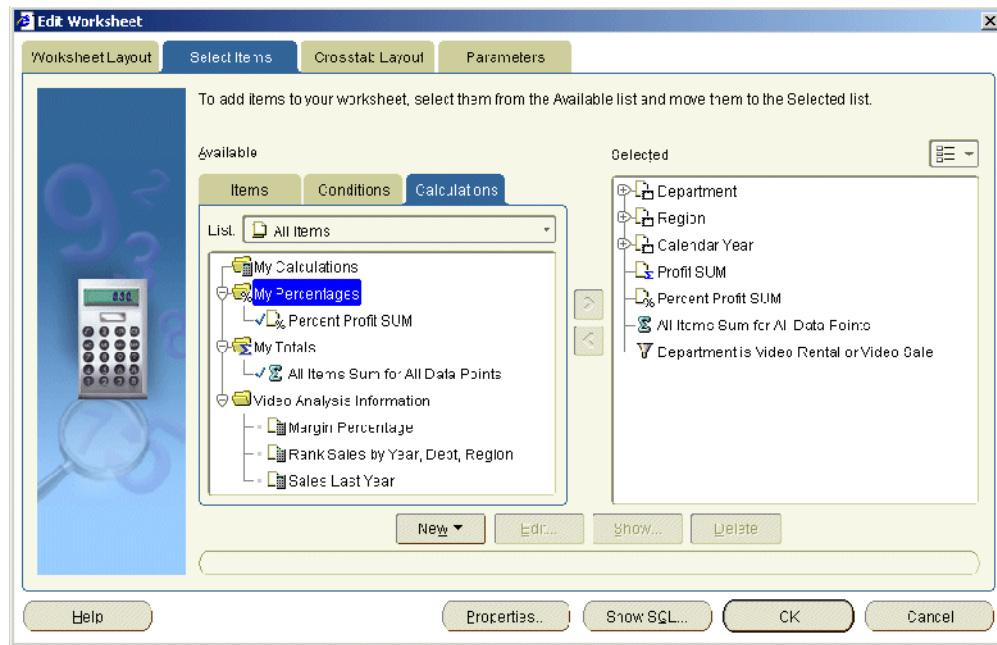 Edit Worksheet
Worksheet Layout
Select Items
Crosstab Layout
Parameters
To add items to your worksheet, select them from the Available list and move them to the Selected list.
Available
Selected
Items
Conditions
Calculations
List:
All Items
My Calculations
My Percentages
Percent Profit SUM
My Totals
All Items Sum for All Data Points
Video Analysis Information
Margin Percentage
Rank Sales by Year, Dept, Region
Sales Last Year
Department
Region
Calendar Year
Profit SUM
Percent Profit SUM
All Items Sum for All Data Points
Department is Video Rental or Video Sale
New
Edit...
Show...
Delete
Help
Properties..
Show SQL...
OK
Cancel